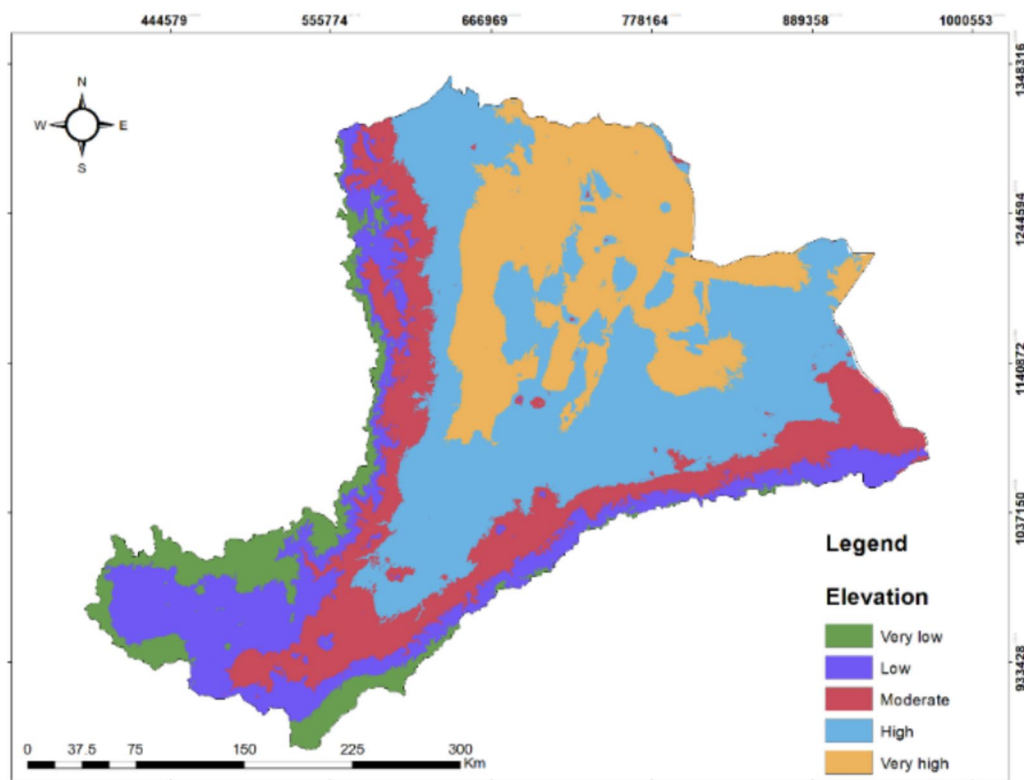 444579 555774 666969 778164 889358 1000553
1348316
1244594
1140872
1037150
933428
N
W E
S
Legend
Elevation
Very low
Low
Moderate
High
Very high
0 37.5 75 150 225 300
Km